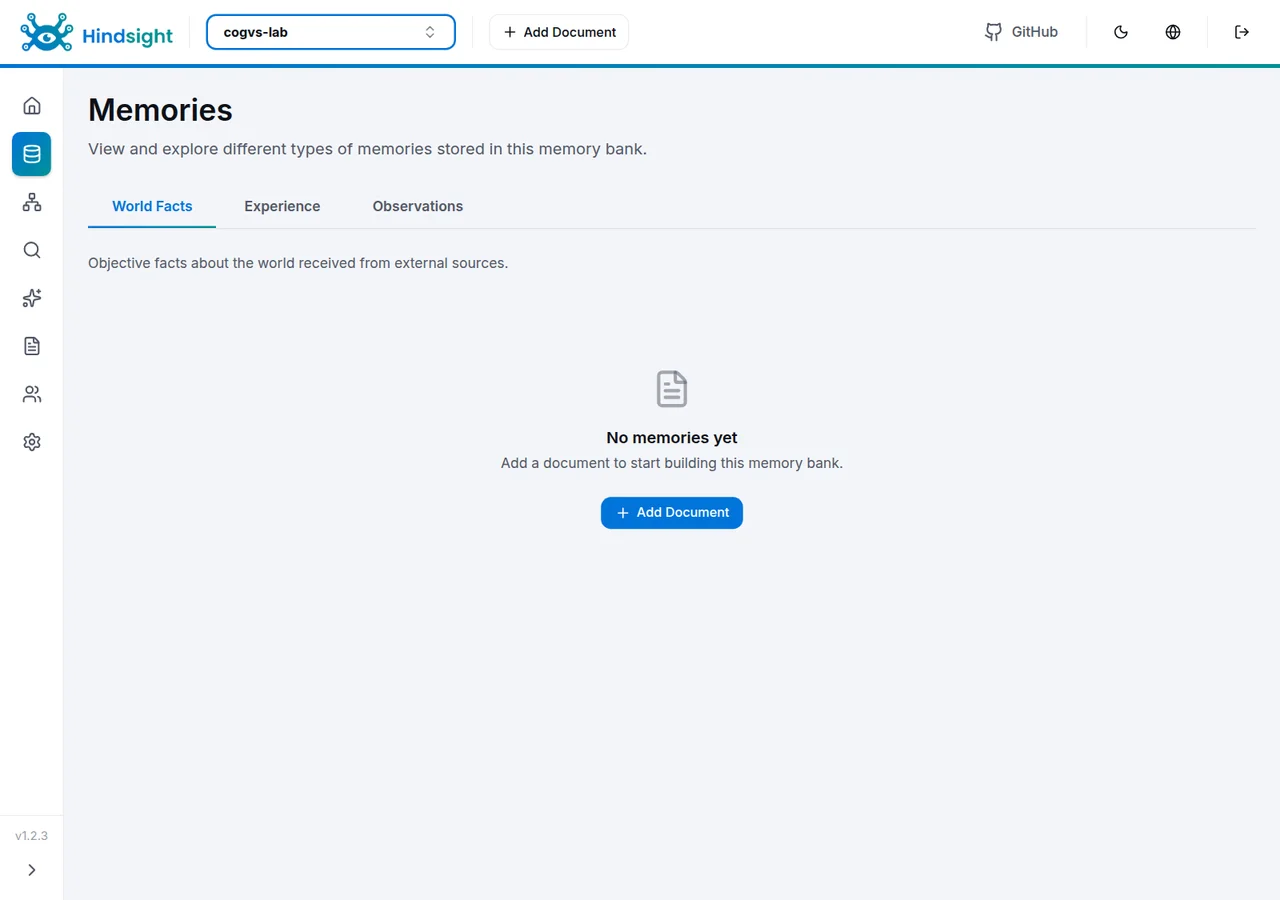 Hindsight
cogvs-lab
Add Document
GitHub
Memories
View and explore different types of memories stored in this memory bank.
World Facts
Experience
Observations
Objective facts about the world received from external sources.
No memories yet
Add a document to start building this memory bank.
Add Document
v1.2.3